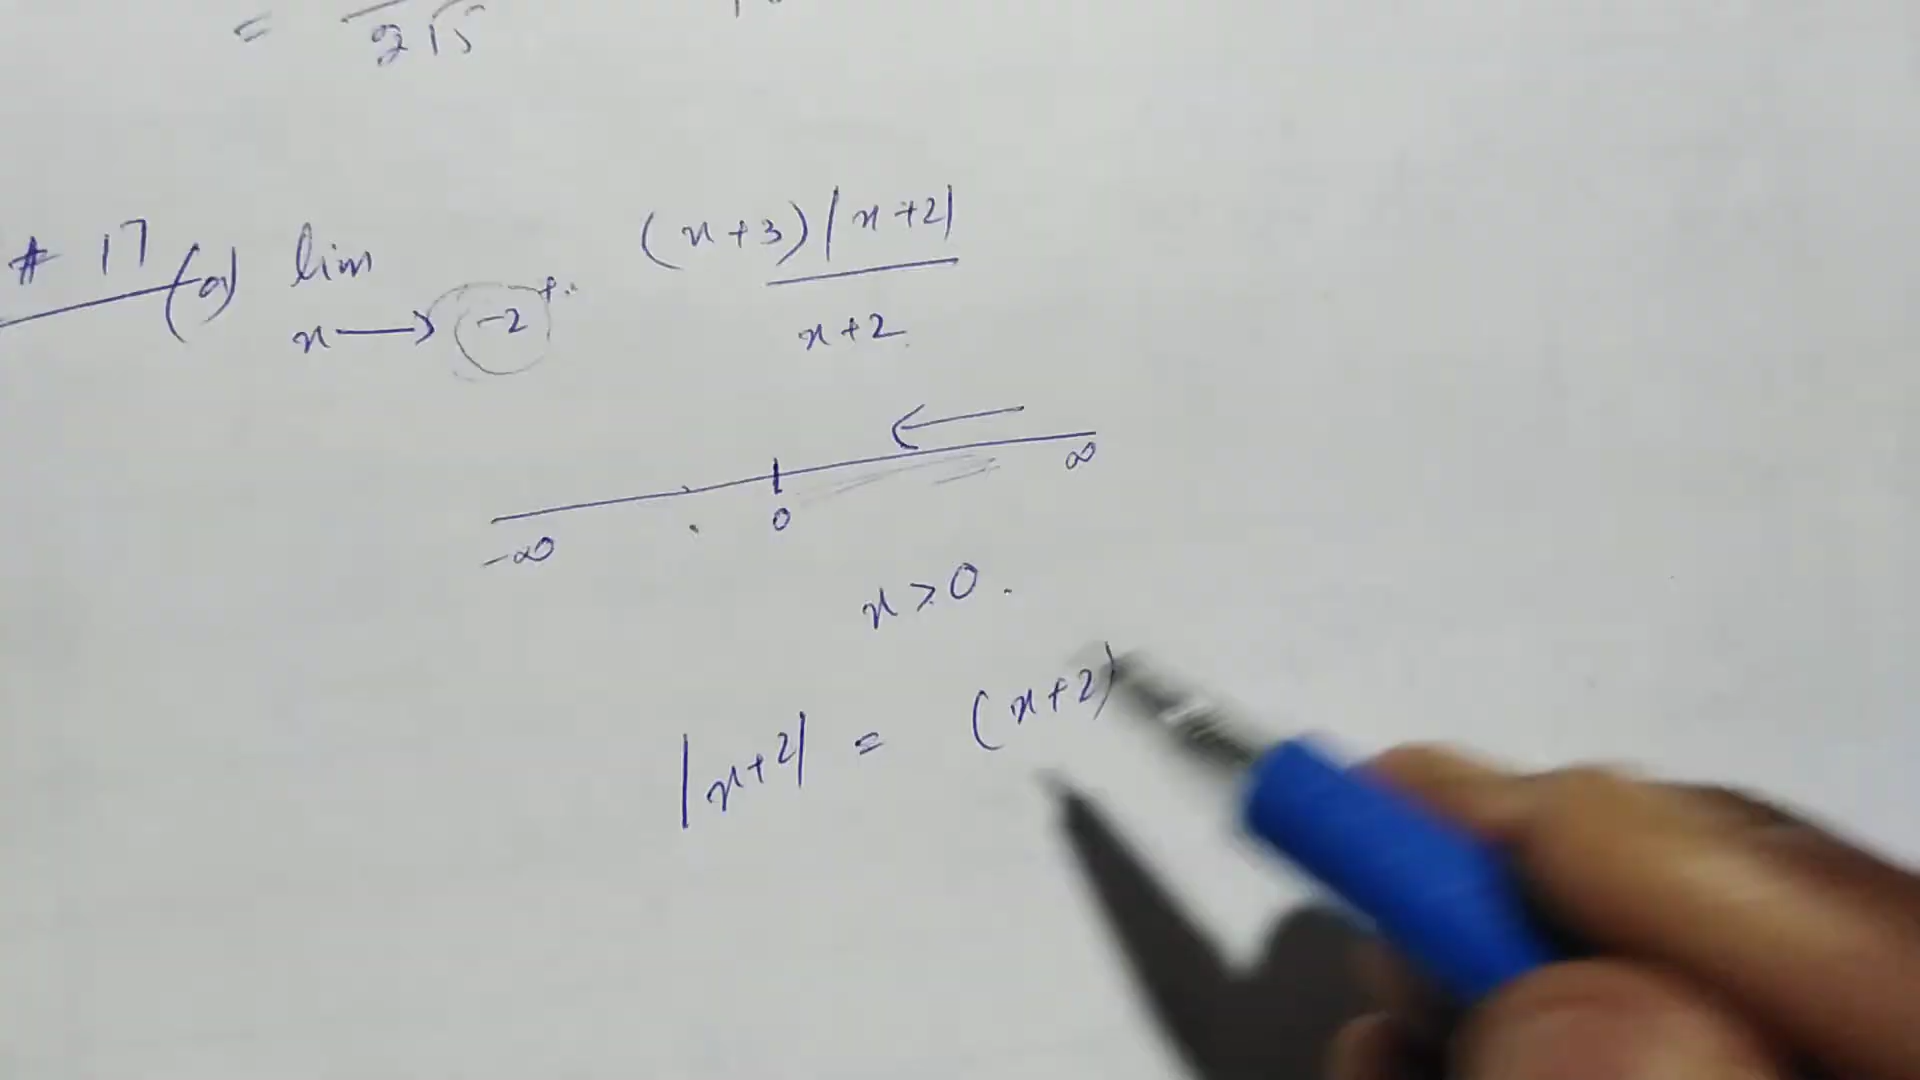 = 2√5
# 17 (a) lim x → -2⁺ (x+3)|x+2| / x+2
-∞ 0 ∞
x > 0.
|x+2| = (x+2)